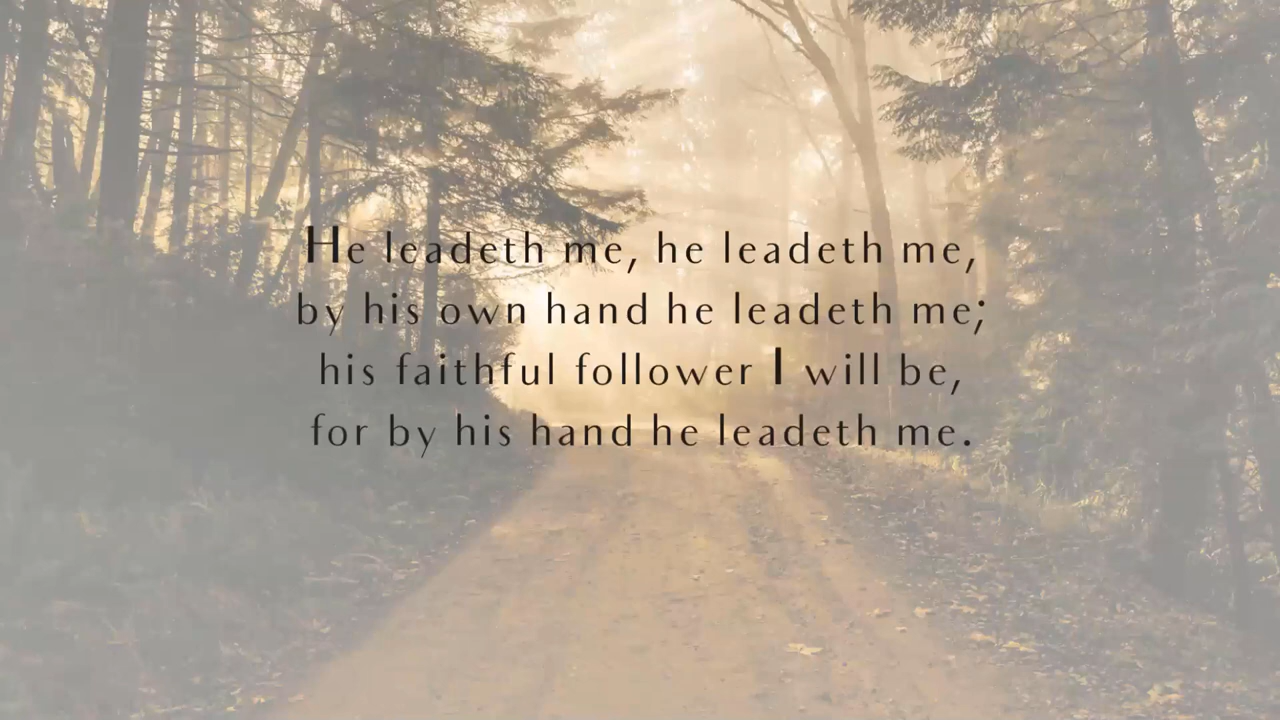 He leadeth me, he leadeth me,
by his own hand he leadeth me;
his faithful follower I will be,
for by his hand he leadeth me.